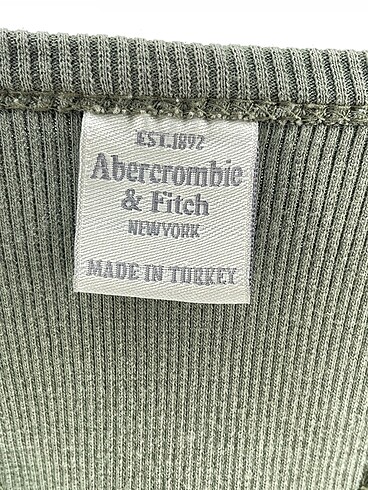 EST.1892
Abercrombie
& Fitch
NEW YORK
MADE IN TURKEY